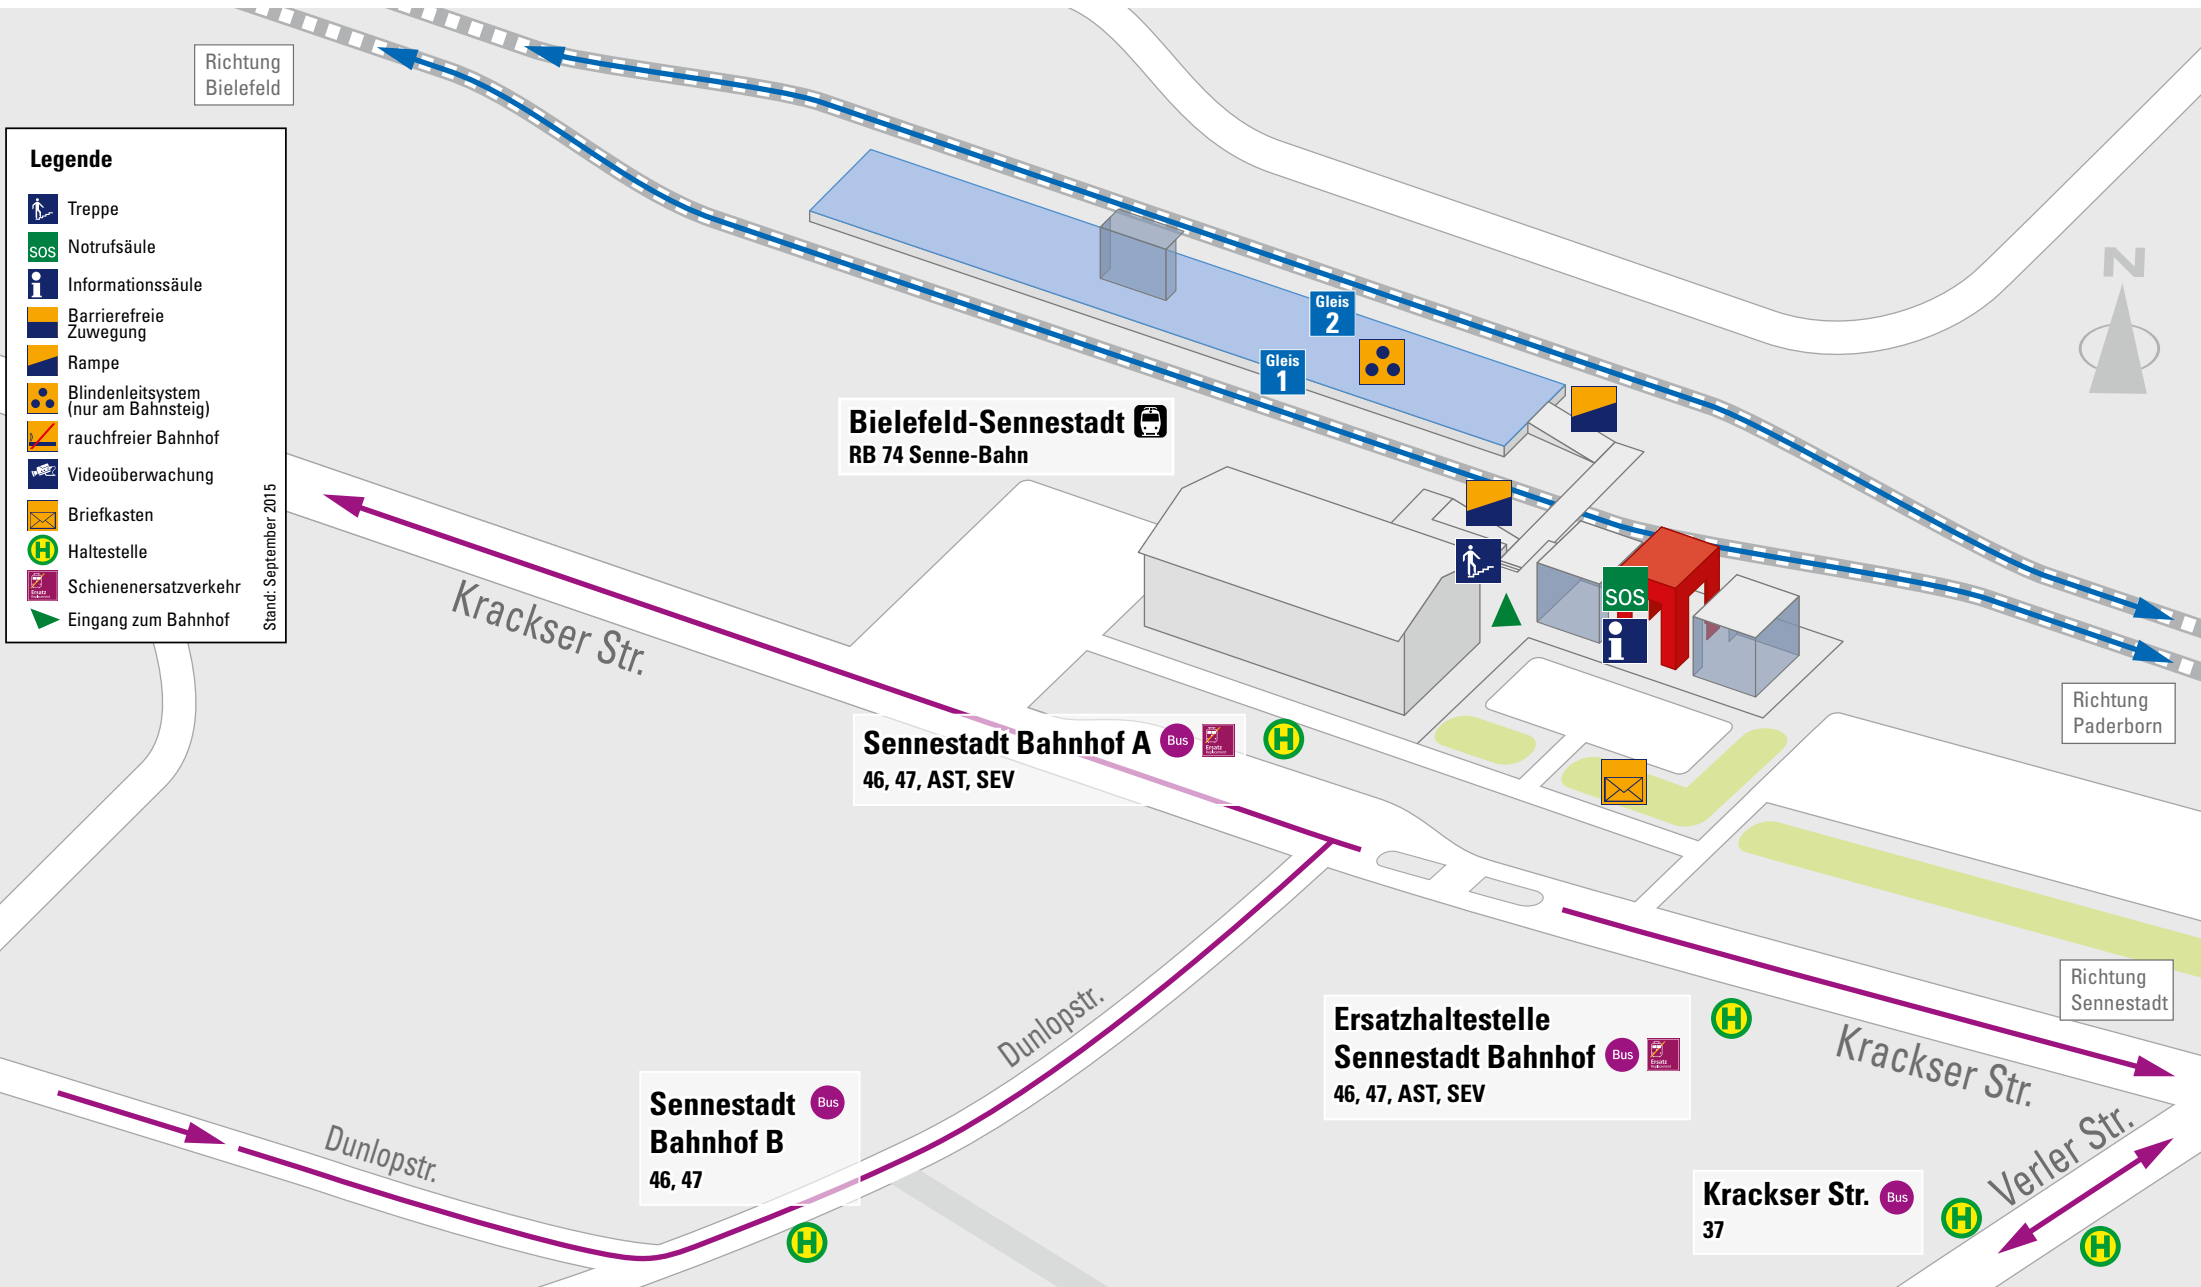 Richtung
Bielefeld
Legende
Treppe
SOS
Notrufsäule
i
Informationssäule
Barrierefreie
Zuwegung
Rampe
Blindenleitsystem
(nur am Bahnsteig)
rauchfreier Bahnhof
Videoüberwachung
Briefkasten
H
Haltestelle
Ersatz
Schienenersatzverkehr
Eingang zum Bahnhof
Stand: September 2015
N
Gleis
2
Gleis
1
Bielefeld-Sennestadt
RB 74 Senne-Bahn
SOS
i
Krackser Str.
Richtung
Paderborn
Sennestadt Bahnhof A Bus Ersatz
46, 47, AST, SEV
H
Richtung
Sennestadt
Dunlopstr.
Ersatzhaltestelle
Sennestadt Bahnhof Bus Ersatz
46, 47, AST, SEV
H
Krackser Str.
Sennestadt Bus
Bahnhof B
46, 47
H
Dunlopstr.
Verler Str.
Krackser Str. Bus
37
H
H